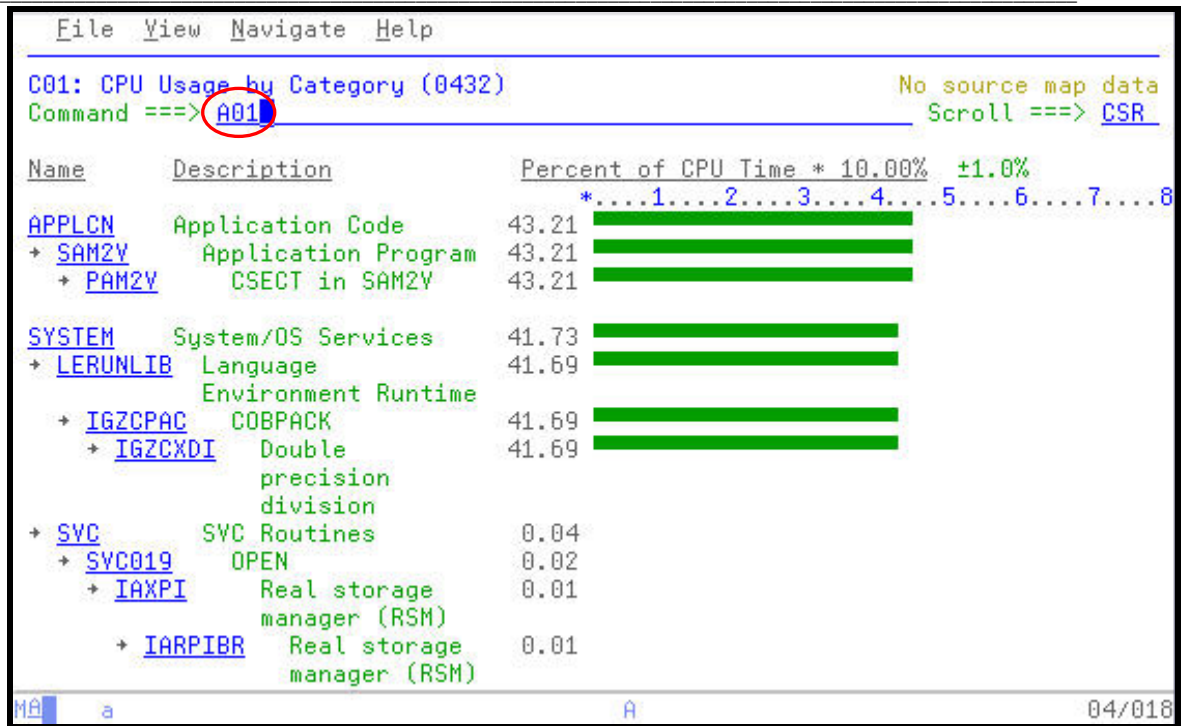 File View Navigate Help
C01: CPU Usage by Category (0432) No source map data
Command ===> A01 Scroll ===> CSR
Name Description Percent of CPU Time * 10.00% ±1.0%
*....1....2....3....4....5....6....7....8
APPLCN Application Code 43.21
→ SAM2V Application Program 43.21
→ PAM2V CSECT in SAM2V 43.21
SYSTEM System/OS Services 41.73
→ LERUNLIB Language 41.69
Environment Runtime
→ IGZCPAC COBPACK 41.69
→ IGZCXDI Double 41.69
precision
division
→ SVC SVC Routines 0.04
→ SVC019 OPEN 0.02
→ IAXPI Real storage 0.01
manager (RSM)
→ IARPIBR Real storage 0.01
manager (RSM)
MA a A 04/018